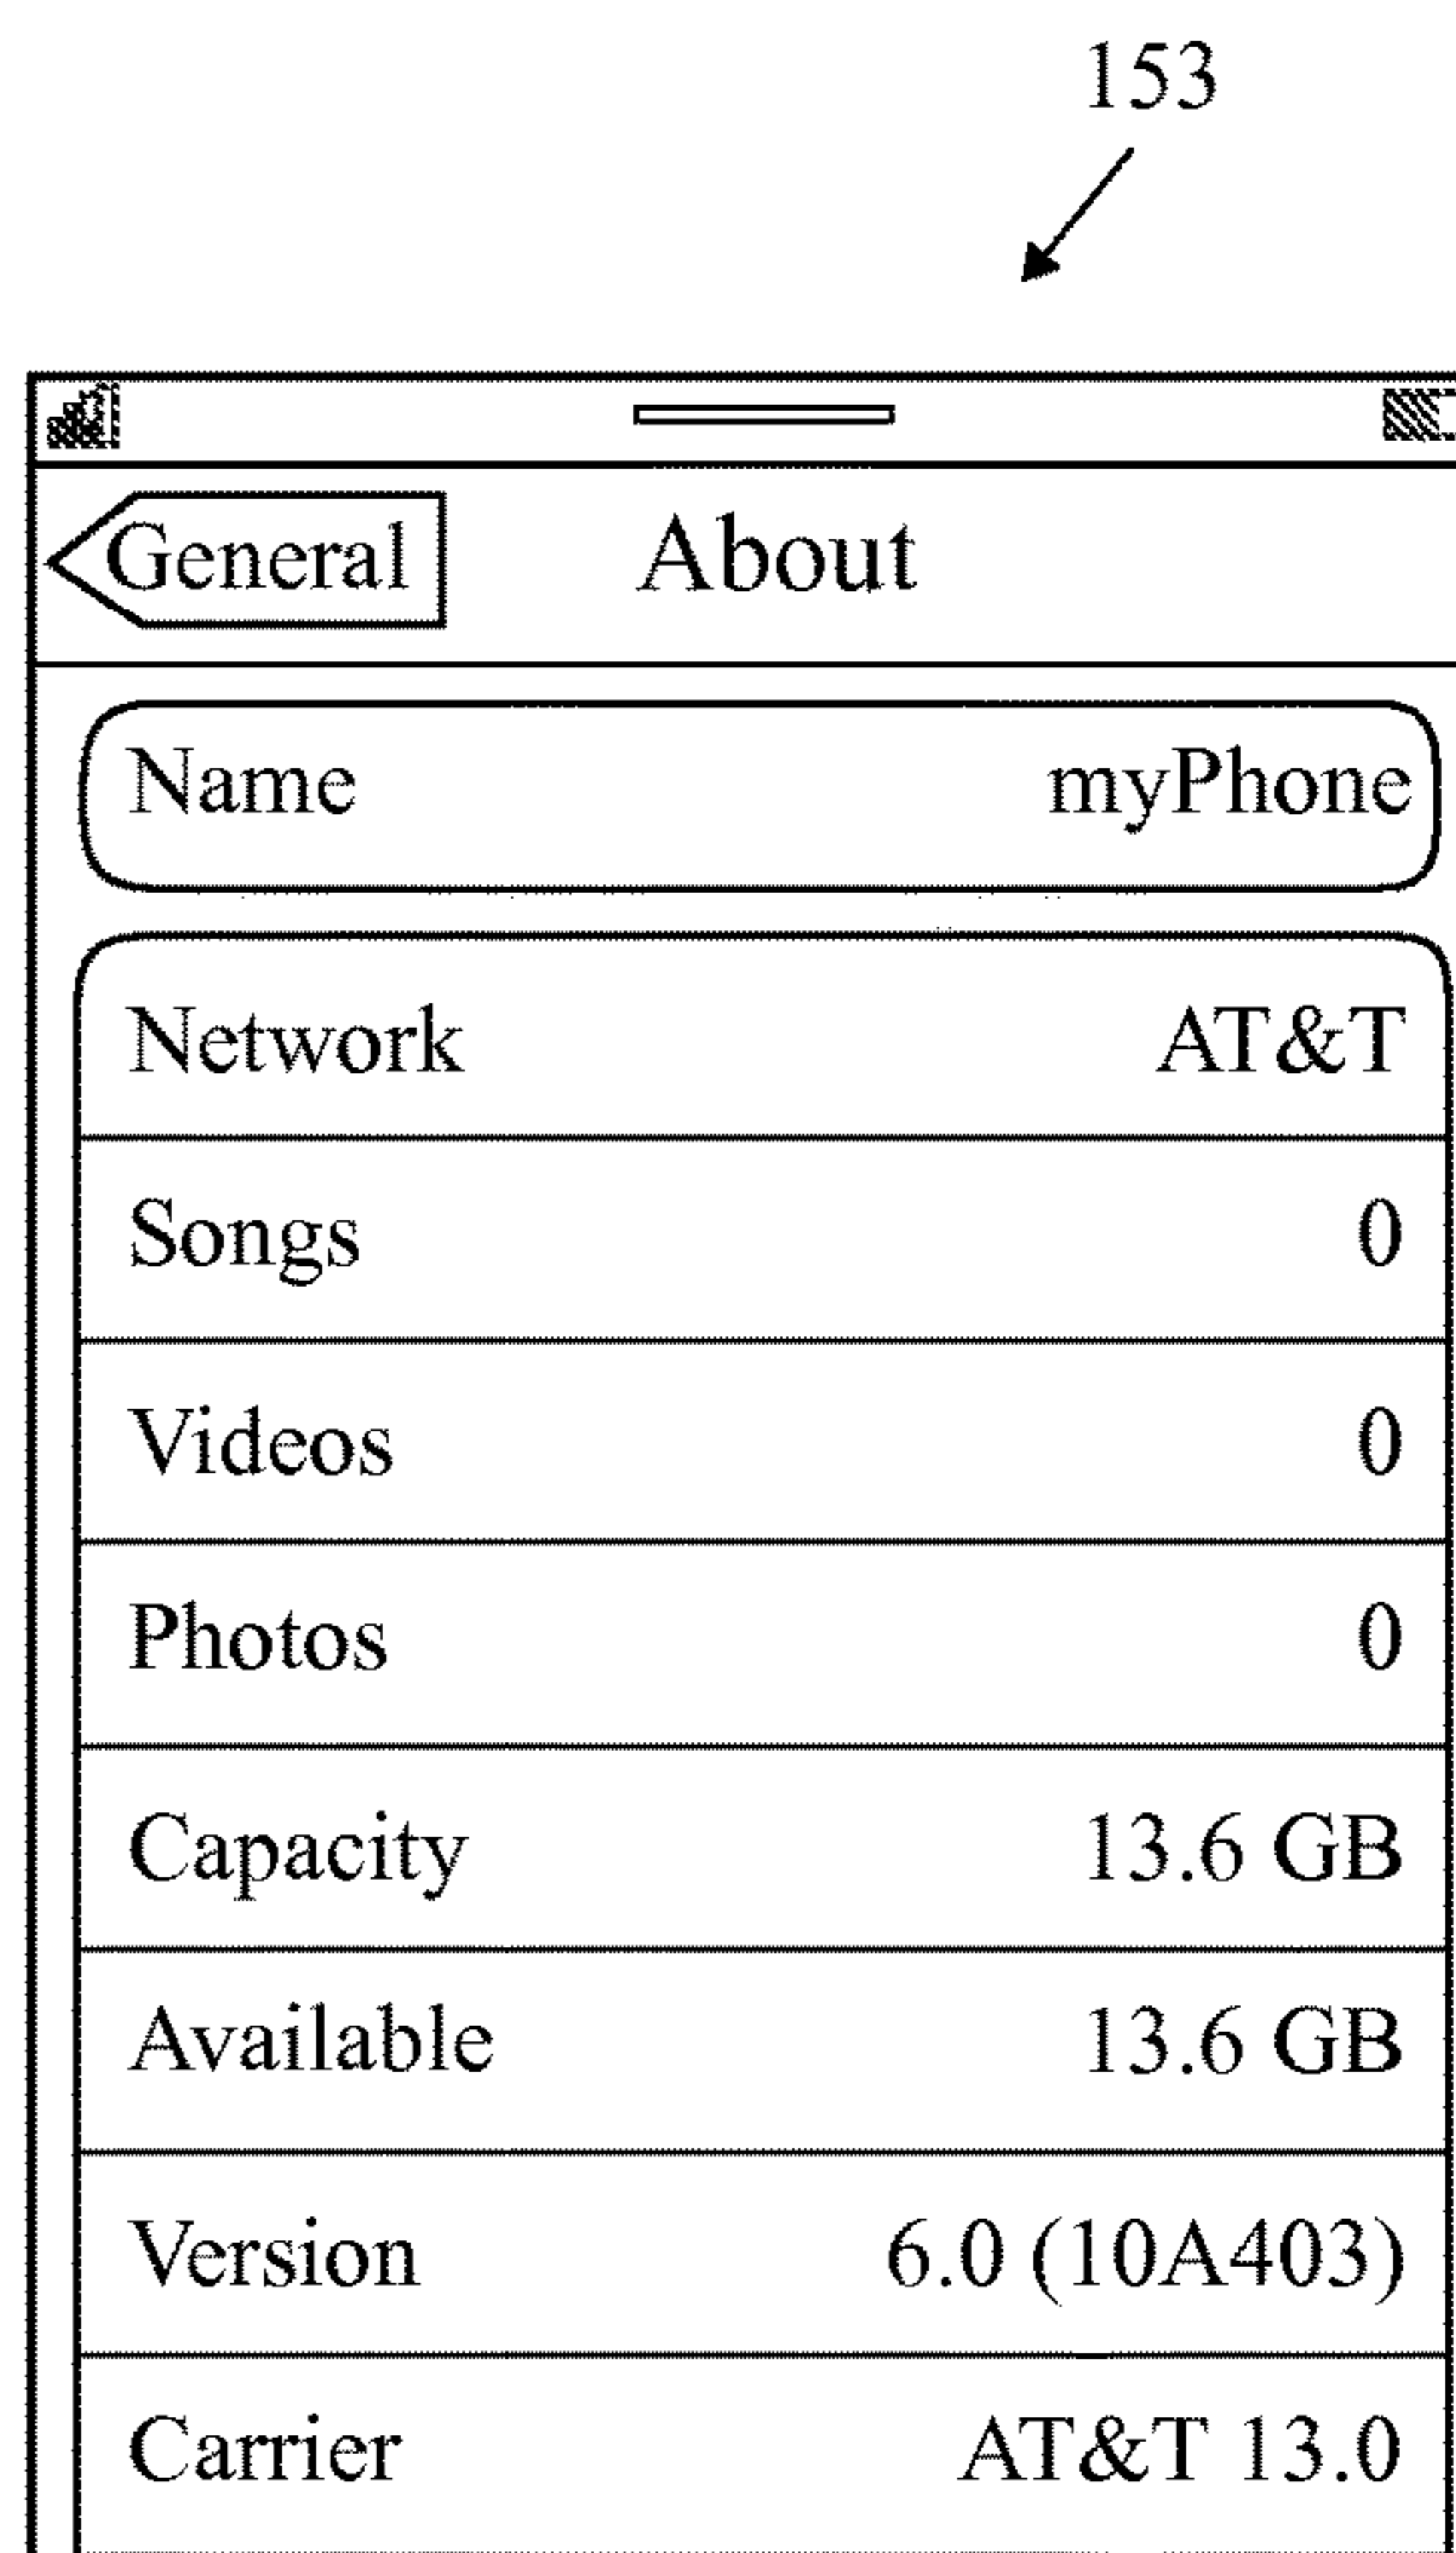 153
General About
Name myPhone
Network AT&T
Songs 0
Videos 0
Photos 0
Capacity 13.6 GB
Available 13.6 GB
Version 6.0 (10A403)
Carrier AT&T 13.0